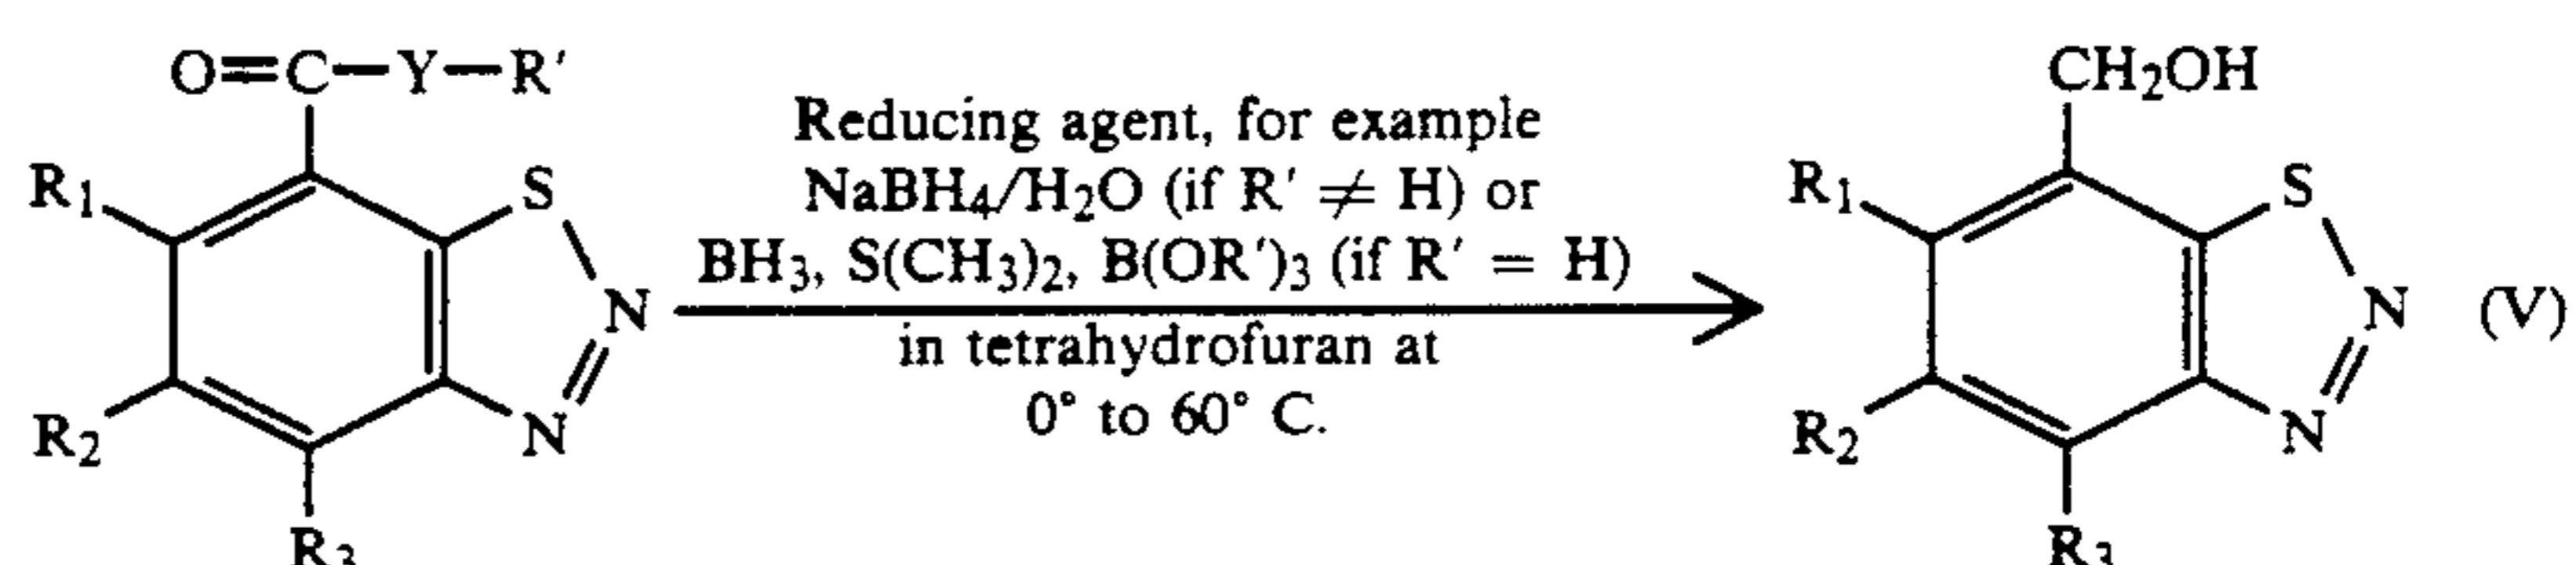 O=C—Y—R'
R₁
S
N
N
R₂
R₃
Reducing agent, for example
NaBH₄/H₂O (if R' ≠ H) or
BH₃, S(CH₃)₂, B(OR')₃ (if R' = H)
in tetrahydrofuran at
0° to 60° C.
CH₂OH
R₁
S
N
N
R₂
R₃
(V)